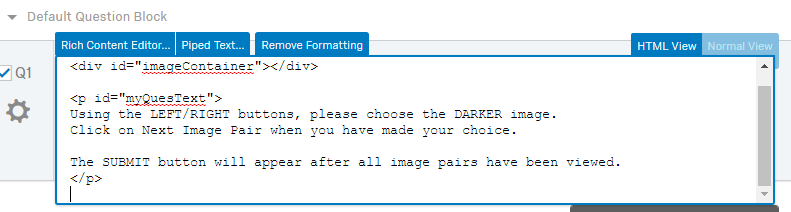 Default Question Block
Rich Content Editor... Piped Text... Remove Formatting HTML View Normal View
Q1
<div id="imageContainer"></div>
<p id="myQuesText">
Using the LEFT/RIGHT buttons, please choose the DARKER image.
Click on Next Image Pair when you have made your choice.
The SUBMIT button will appear after all image pairs have been viewed.
</p>